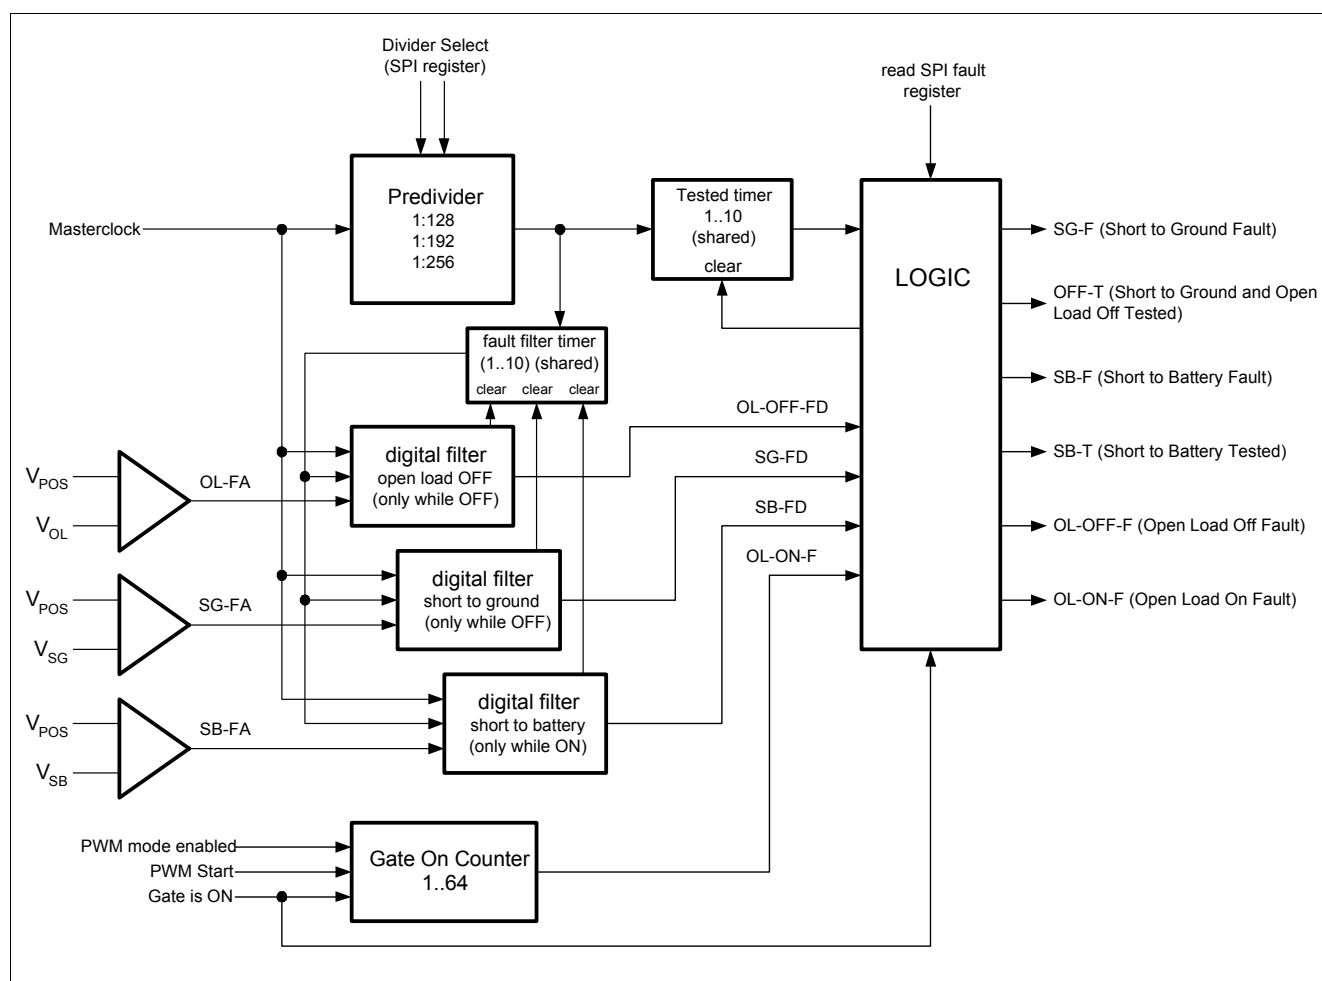 Divider Select
(SPI register)
read SPI fault
register
Masterclock
Predivider
1:128
1:192
1:256
Tested timer
1..10
(shared)
clear
LOGIC
SG-F (Short to Ground Fault)
OFF-T (Short to Ground and Open
Load Off Tested)
SB-F (Short to Battery Fault)
SB-T (Short to Battery Tested)
OL-OFF-F (Open Load Off Fault)
OL-ON-F (Open Load On Fault)
fault filter timer
(1..10) (shared)
clear clear clear
OL-OFF-FD
SG-FD
SB-FD
OL-ON-F
VPOS
VOL
OL-FA
digital filter
open load OFF
(only while OFF)
VPOS
VSG
SG-FA
digital filter
short to ground
(only while OFF)
VPOS
VSB
SB-FA
digital filter
short to battery
(only while ON)
PWM mode enabled
PWM Start
Gate is ON
Gate On Counter
1..64